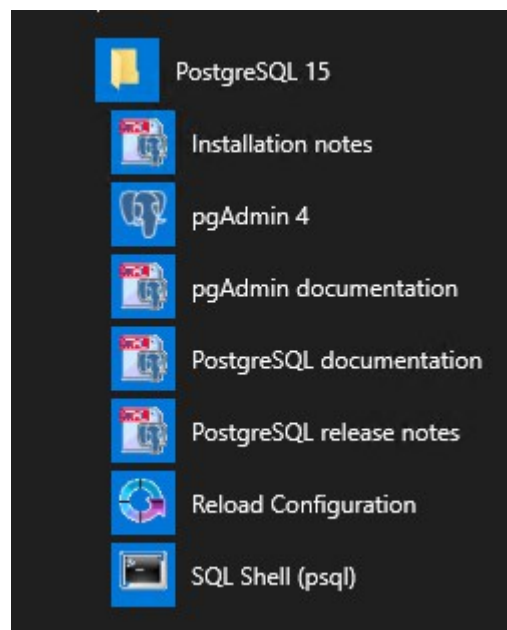 PostgreSQL 15
Installation notes
pgAdmin 4
pgAdmin documentation
PostgreSQL documentation
PostgreSQL release notes
Reload Configuration
SQL Shell (psql)